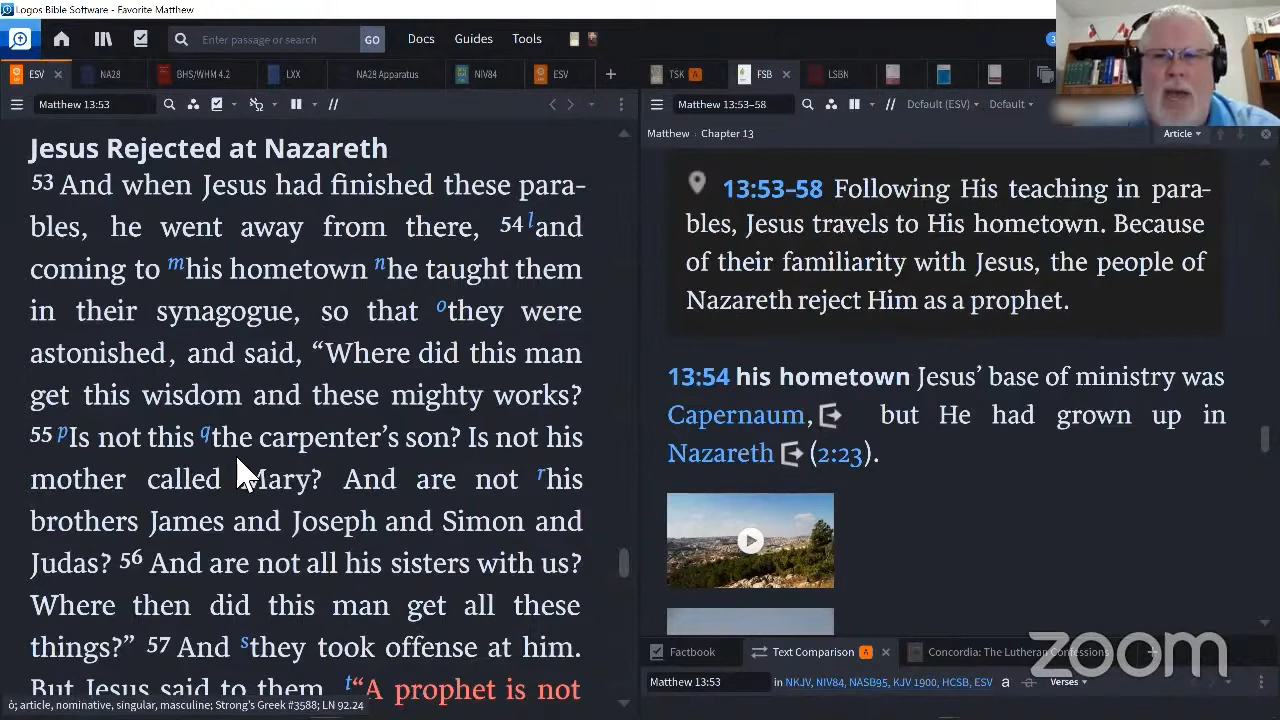 Logos Bible Software - Favorite Matthew
Enter passage or search GO Docs Guides Tools
ESV NA28 BHS/WHM 4.2 LXX NA28 Apparatus NIV84 ESV
TSK A FSB LSBN
Matthew 13:53
Matthew 13:53–58 Default (ESV) Default
Matthew Chapter 13 Article
Jesus Rejected at Nazareth
53 And when Jesus had finished these para-
bles, he went away from there, 54 l and
coming to m his hometown n he taught them
in their synagogue, so that o they were
astonished, and said, “Where did this man
get this wisdom and these mighty works?
55 p Is not this q the carpenter’s son? Is not his
mother called Mary? And are not r his
brothers James and Joseph and Simon and
Judas? 56 And are not all his sisters with us?
Where then did this man get all these
things?” 57 And s they took offense at him.
But Jesus said to them, t “A prophet is not
ὁ; article, nominative, singular, masculine; Strong's Greek #3588; LN 92.24
13:53–58 Following His teaching in para-
bles, Jesus travels to His hometown. Because
of their familiarity with Jesus, the people of
Nazareth reject Him as a prophet.
13:54 his hometown Jesus’ base of ministry was
Capernaum, but He had grown up in
Nazareth (2:23).
Factbook Text Comparison A Concordia: The Lutheran Confessions
Matthew 13:53 in NKJV, NIV84, NASB95, KJV 1900, HCSB, ESV a Verses
zoom